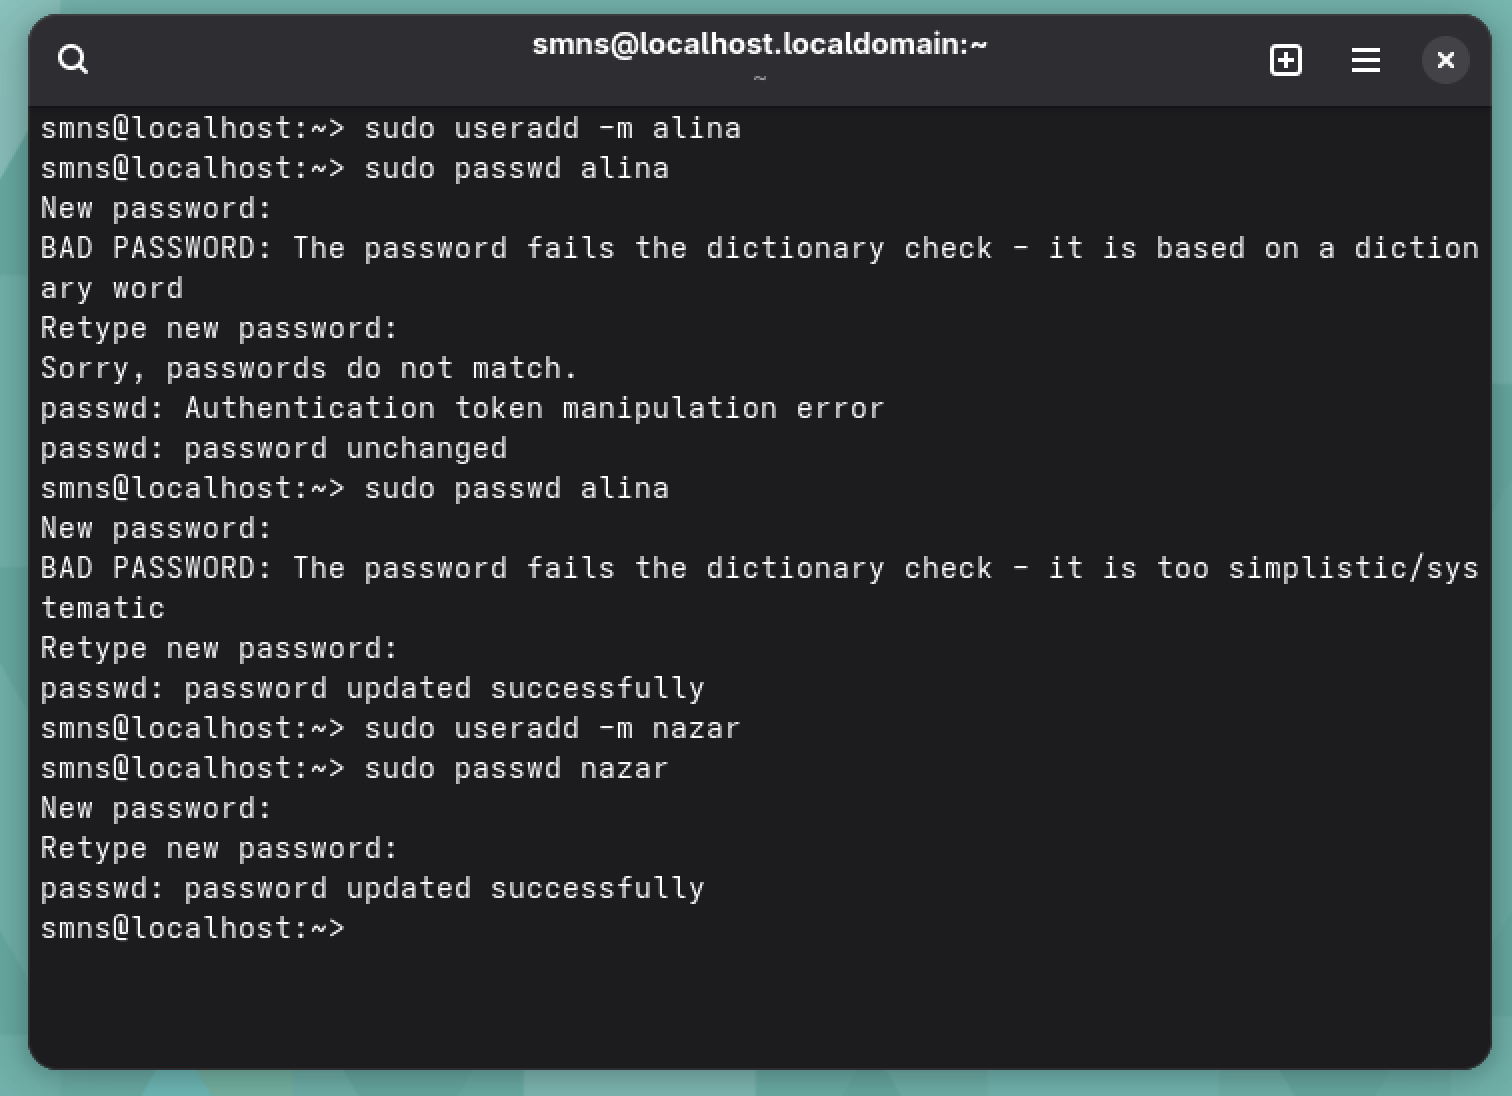 smns@localhost.localdomain:~
~
smns@localhost:~> sudo useradd -m alina
smns@localhost:~> sudo passwd alina
New password:
BAD PASSWORD: The password fails the dictionary check - it is based on a diction
ary word
Retype new password:
Sorry, passwords do not match.
passwd: Authentication token manipulation error
passwd: password unchanged
smns@localhost:~> sudo passwd alina
New password:
BAD PASSWORD: The password fails the dictionary check - it is too simplistic/sys
tematic
Retype new password:
passwd: password updated successfully
smns@localhost:~> sudo useradd -m nazar
smns@localhost:~> sudo passwd nazar
New password:
Retype new password:
passwd: password updated successfully
smns@localhost:~>